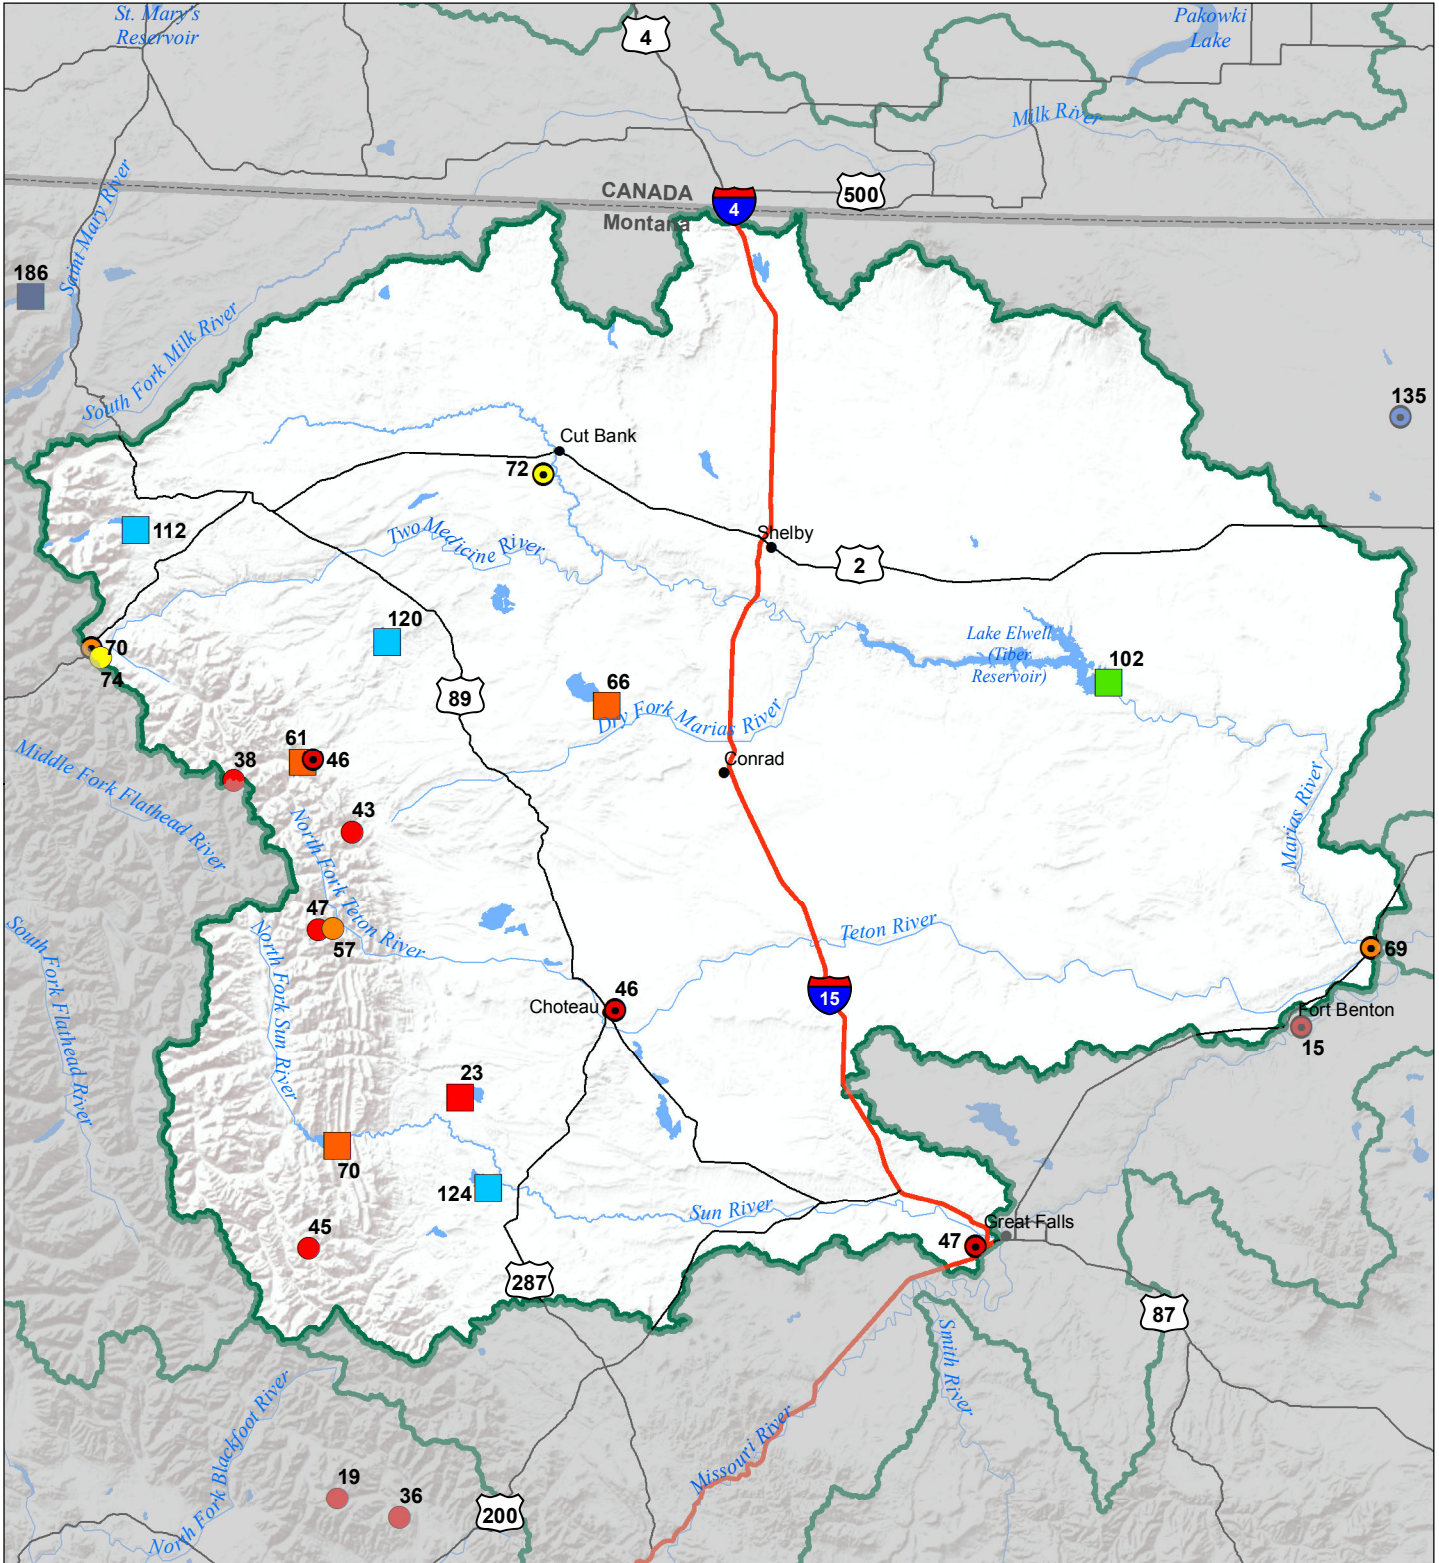 St. Mary's
Reservoir
4
Pakowki
Lake
Milk River
CANADA
Montana
4
500
Saint Mary River
186
South Fork Milk River
135
Cut Bank
72
112
Two Medicine River
Shelby
2
120
70
74
Lake Elwell
(Tiber
Reservoir)
102
89
66
Dry Fork Marias River
61
46
38
Conrad
Middle Fork Flathead River
43
Marias River
North Fork Teton River
47
57
North Fork Sun River
South Fork Flathead River
Teton River
69
46
Choteau
15
Fort Benton
15
23
70
124
Sun River
45
Great Falls
47
287
87
Smith River
North Fork Blackfoot River
Missouri River
19
36
200